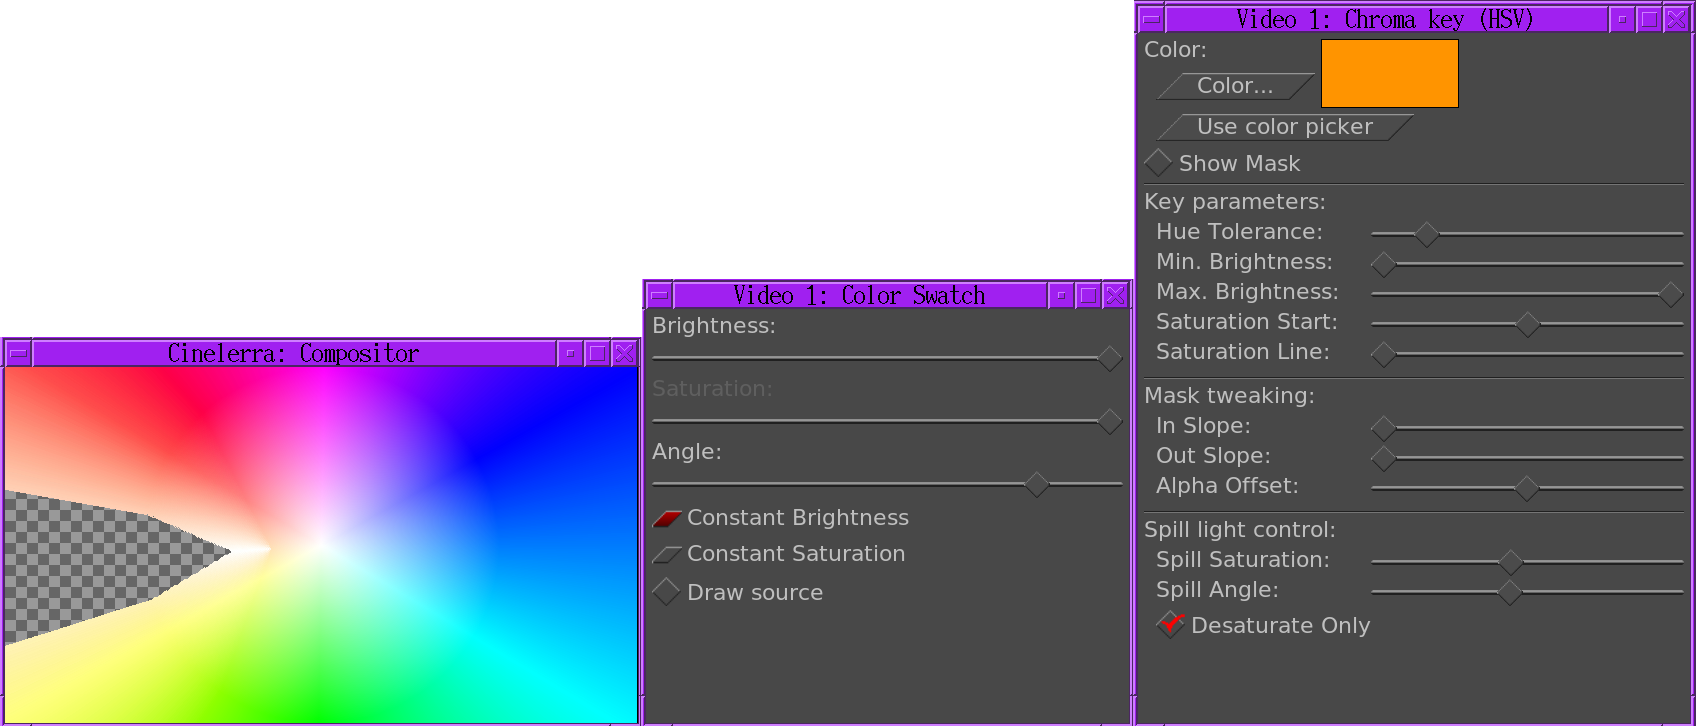 Cinelerra: Compositor
Video 1: Color Swatch
Brightness:
Saturation:
Angle:
Constant Brightness
Constant Saturation
Draw source
Video 1: Chroma key (HSV)
Color:
Color...
Use color picker
Show Mask
Key parameters:
Hue Tolerance:
Min. Brightness:
Max. Brightness:
Saturation Start:
Saturation Line:
Mask tweaking:
In Slope:
Out Slope:
Alpha Offset:
Spill light control:
Spill Saturation:
Spill Angle:
Desaturate Only